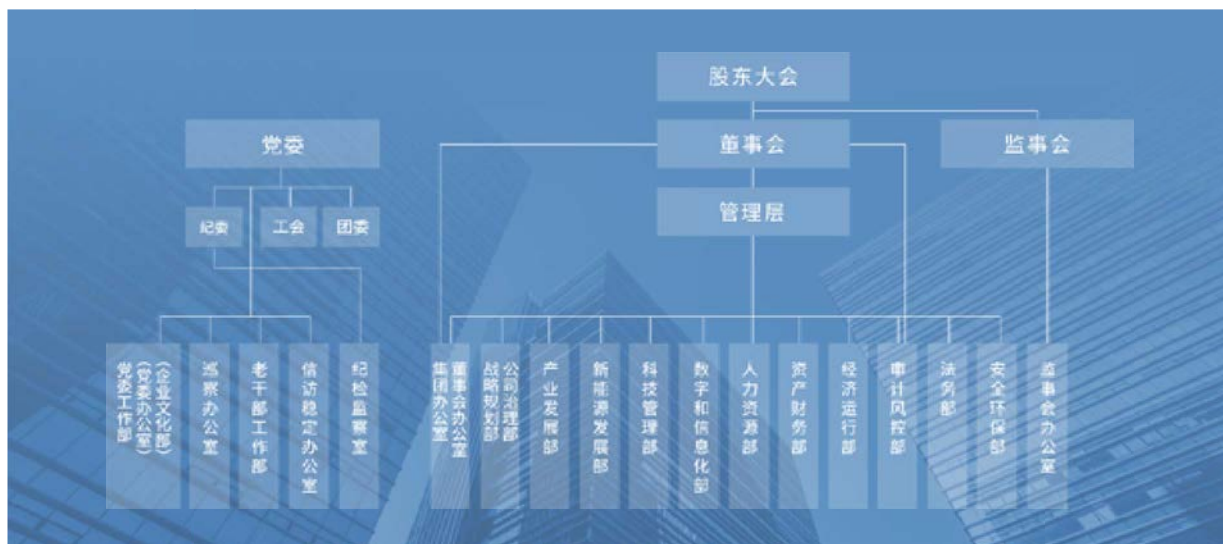 股东大会
党委
董事会
监事会
管理层
纪委
工会
团委
党委工作部
(党委办公室)
(企业文化部)
巡察办公室
老干部工作部
信访稳定办公室
纪检监察室
集团办公室
董事会办公室
战略规划部
公司治理部
产业发展部
新能源发展部
科技管理部
数字和信息化部
人力资源部
资产财务部
经济运行部
审计风控部
法务部
安全环保部
监事会办公室